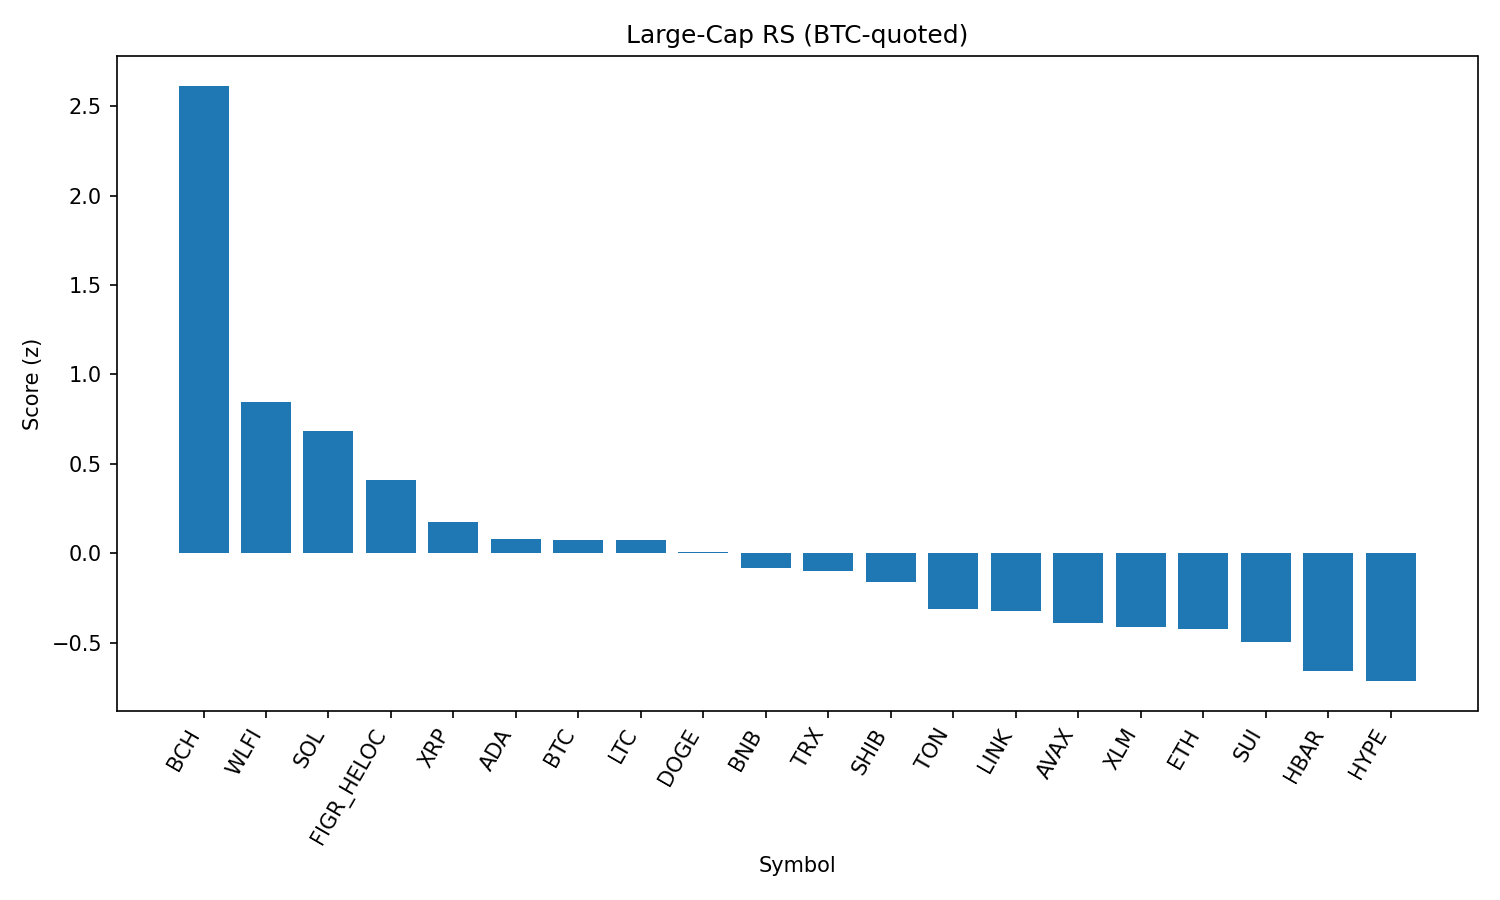 Large-Cap RS (BTC-quoted)
Score (z)
2.5
2.0
1.5
1.0
0.5
0.0
−0.5
BCH
WLFI
SOL
FIGR_HELOC
XRP
ADA
BTC
LTC
DOGE
BNB
TRX
SHIB
TON
LINK
AVAX
XLM
ETH
SUI
HBAR
HYPE
Symbol